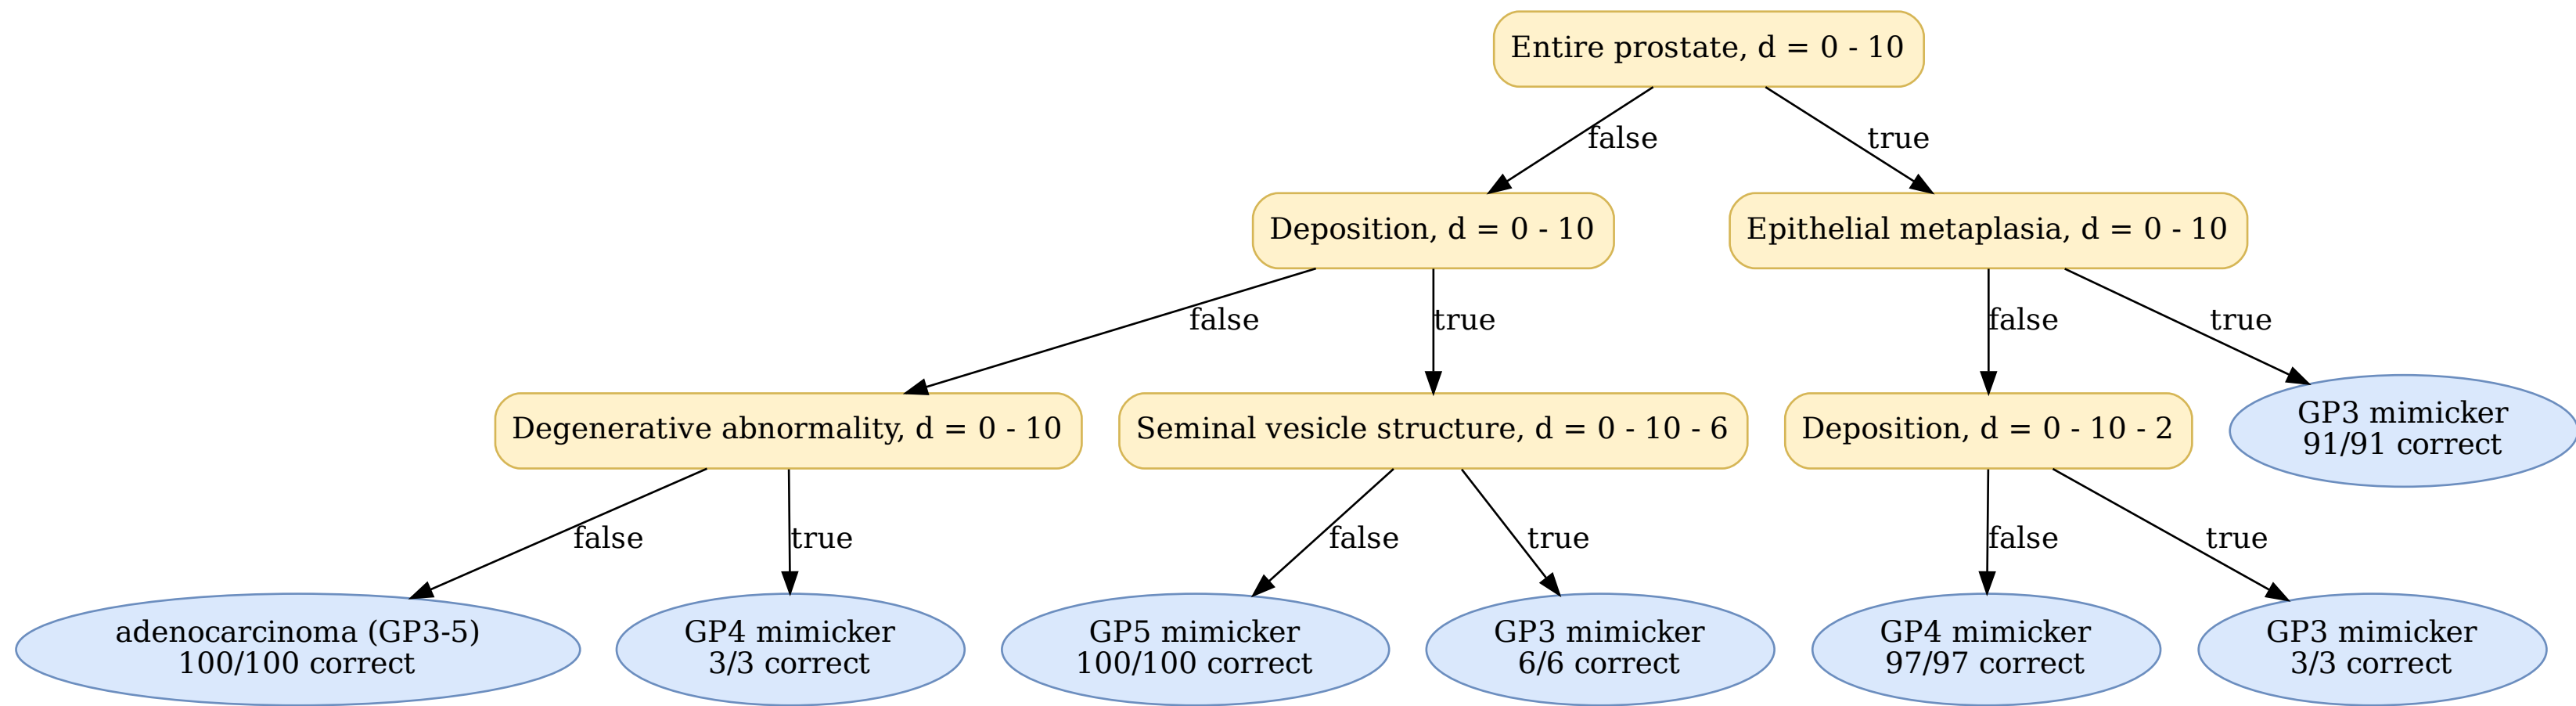 Entire prostate, d = 0 - 10
false
true
Deposition, d = 0 - 10
Epithelial metaplasia, d = 0 - 10
false
true
false
true
Degenerative abnormality, d = 0 - 10
Seminal vesicle structure, d = 0 - 10 - 6
Deposition, d = 0 - 10 - 2
GP3 mimicker
91/91 correct
false
true
false
true
false
true
adenocarcinoma (GP3-5)
100/100 correct
GP4 mimicker
3/3 correct
GP5 mimicker
100/100 correct
GP3 mimicker
6/6 correct
GP4 mimicker
97/97 correct
GP3 mimicker
3/3 correct